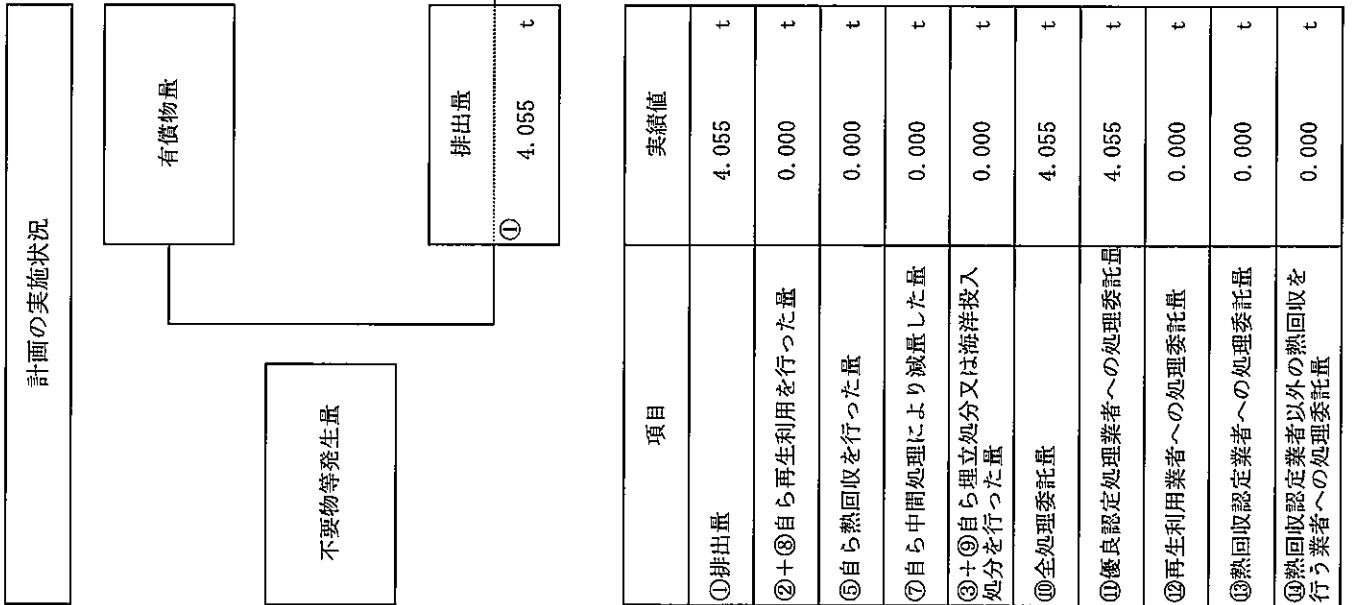 計画の実施状況
不要物等発生量
有償物量
排出量
① 4.055 t
項目 実績値
①排出量 4.055 t
②+⑧自ら再生利用を行った量 0.000 t
⑤自ら熱回収を行った量 0.000 t
⑦自ら中間処理により減量した量 0.000 t
③+⑨自ら埋立処分又は海洋投入
処分を行った量 0.000 t
⑩全処理委託量 4.055 t
⑪優良認定処理業者への処理委託量 4.055 t
⑫再生利用業者への処理委託量 0.000 t
⑬熱回収認定業者への処理委託量 0.000 t
⑭熱回収認定業者以外の熱回収を
行う業者への処理委託量 0.000 t